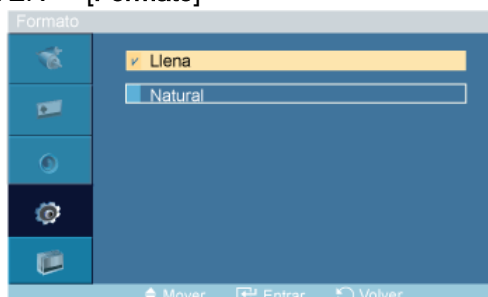 [Formato]
Formato
Llena
Natural
Mover Entrar Volver